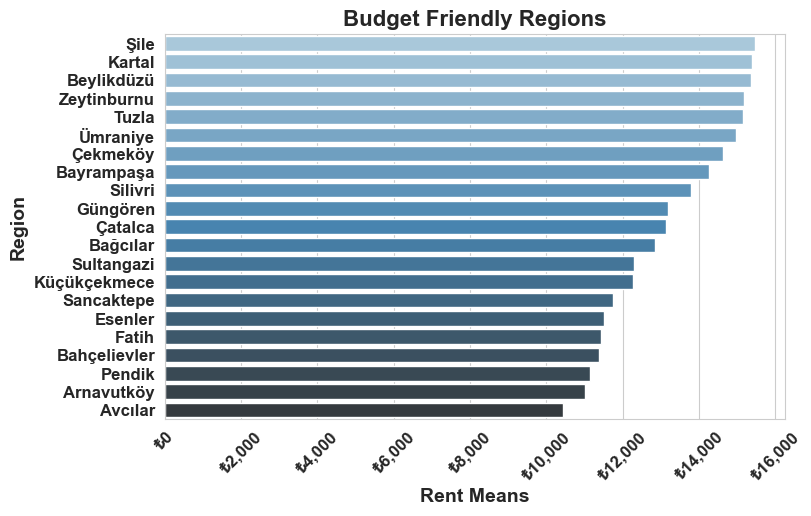 Budget Friendly Regions
Şile
Kartal
Beylikdüzü
Zeytinburnu
Tuzla
Ümraniye
Çekmeköy
Bayrampaşa
Silivri
Güngören
Çatalca
Bağcılar
Sultangazi
Küçükçekmece
Sancaktepe
Esenler
Fatih
Bahçelievler
Pendik
Arnavutköy
Avcılar
Region
₺0
₺2,000
₺4,000
₺6,000
₺8,000
₺10,000
₺12,000
₺14,000
₺16,000
Rent Means